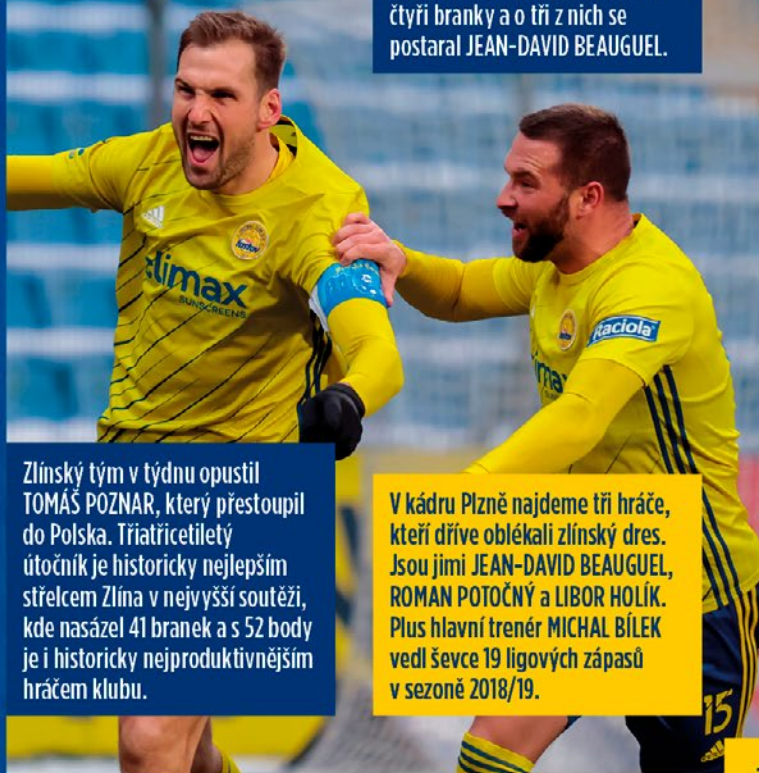 čtyři branky a o tři z nich se
postaral JEAN-DAVID BEAUGUEL.
fastav
climax
SUNSCREENS
Raciola
Zlínský tým v týdnu opustil
TOMÁŠ POZNAR, který přestoupil
do Polska. Třiatřicetiletý
útočník je historicky nejlepším
střelcem Zlína v nejvyšší soutěži,
kde nasázel 41 branek a s 52 body
je i historicky nejproduktivnějším
hráčem klubu.
V kádru Plzně najdeme tři hráče,
kteří dříve oblékali zlínský dres.
Jsou jimi JEAN-DAVID BEAUGUEL,
ROMAN POTOČNÝ a LIBOR HOLÍK.
Plus hlavní trenér MICHAL BÍLEK
vedl ševce 19 ligových zápasů
v sezoně 2018/19.
15